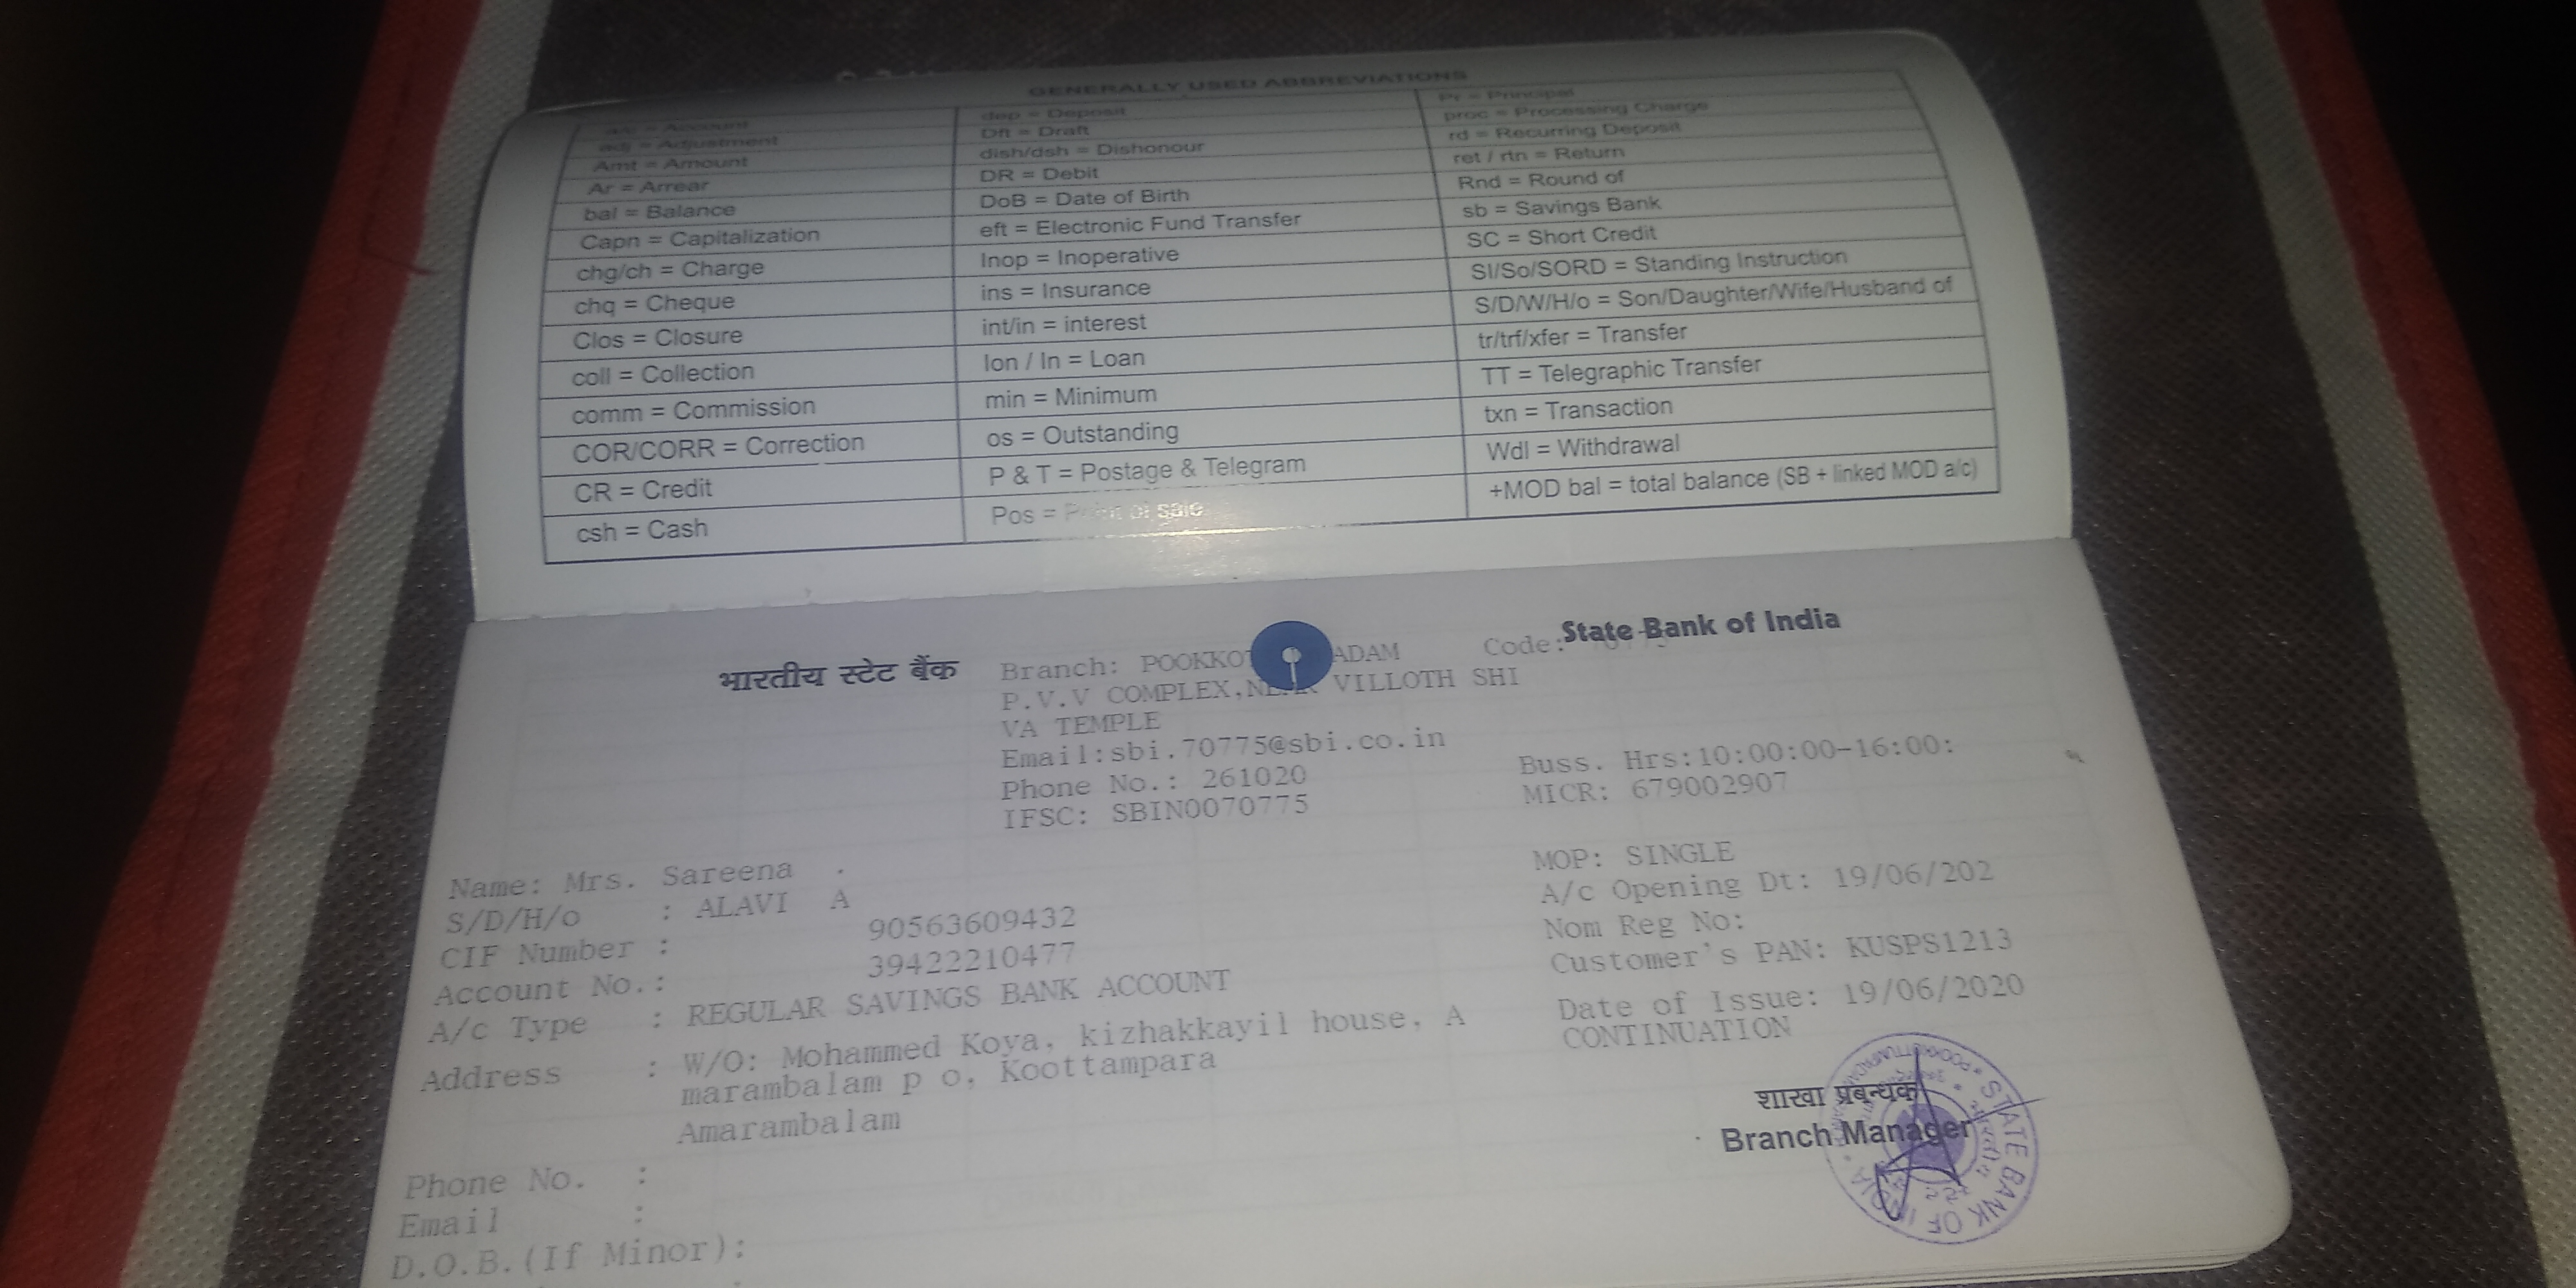 GENERALLY USED ABBREVIATIONS
a/c = Account
adj = Adjustment
Amt = Amount
Ar = Arrear
bal = Balance
Capn = Capitalization
chg/ch = Charge
chq = Cheque
Clos = Closure
coll = Collection
comm = Commission
COR/CORR = Correction
CR = Credit
csh = Cash
dep = Deposit
Dft = Draft
dish/dsh = Dishonour
DR = Debit
DoB = Date of Birth
eft = Electronic Fund Transfer
Inop = Inoperative
ins = Insurance
int/in = interest
lon / ln = Loan
min = Minimum
os = Outstanding
P & T = Postage & Telegram
Pos = Point of sale
Pr = Principal
proc = Processing Charge
rd = Recurring Deposit
ret / rtn = Return
Rnd = Round of
sb = Savings Bank
SC = Short Credit
SI/So/SORD = Standing Instruction
S/D/W/H/o = Son/Daughter/Wife/Husband of
tr/trf/xfer = Transfer
TT = Telegraphic Transfer
txn = Transaction
Wdl = Withdrawal
+MOD bal = total balance (SB + linked MOD a/c)
भारतीय स्टेट बैंक
State Bank of India
Branch: POOKKO ADAM Code:
P.V.V COMPLEX, VILLOTH SHI
VA TEMPLE
Email:sbi.70775@sbi.co.in
Phone No.: 261020 Buss. Hrs:10:00:00-16:00:
IFSC: SBIN0070775 MICR: 679002907
Name: Mrs. Sareena . MOP: SINGLE
S/D/H/o : ALAVI A A/c Opening Dt: 19/06/202
CIF Number : 90563609432 Nom Reg No:
Account No.: 39422210477 Customer's PAN: KUSPS1213
A/c Type : REGULAR SAVINGS BANK ACCOUNT Date of Issue: 19/06/2020
CONTINUATION
Address : W/O: Mohammed Koya, kizhakkayil house, A
marambalam p o, Koottampara
Amarambalam
Phone No. :
Email :
D.O.B.(If Minor):
शाखा प्रबन्धक
Branch Manager
STATE BANK OF INDIA